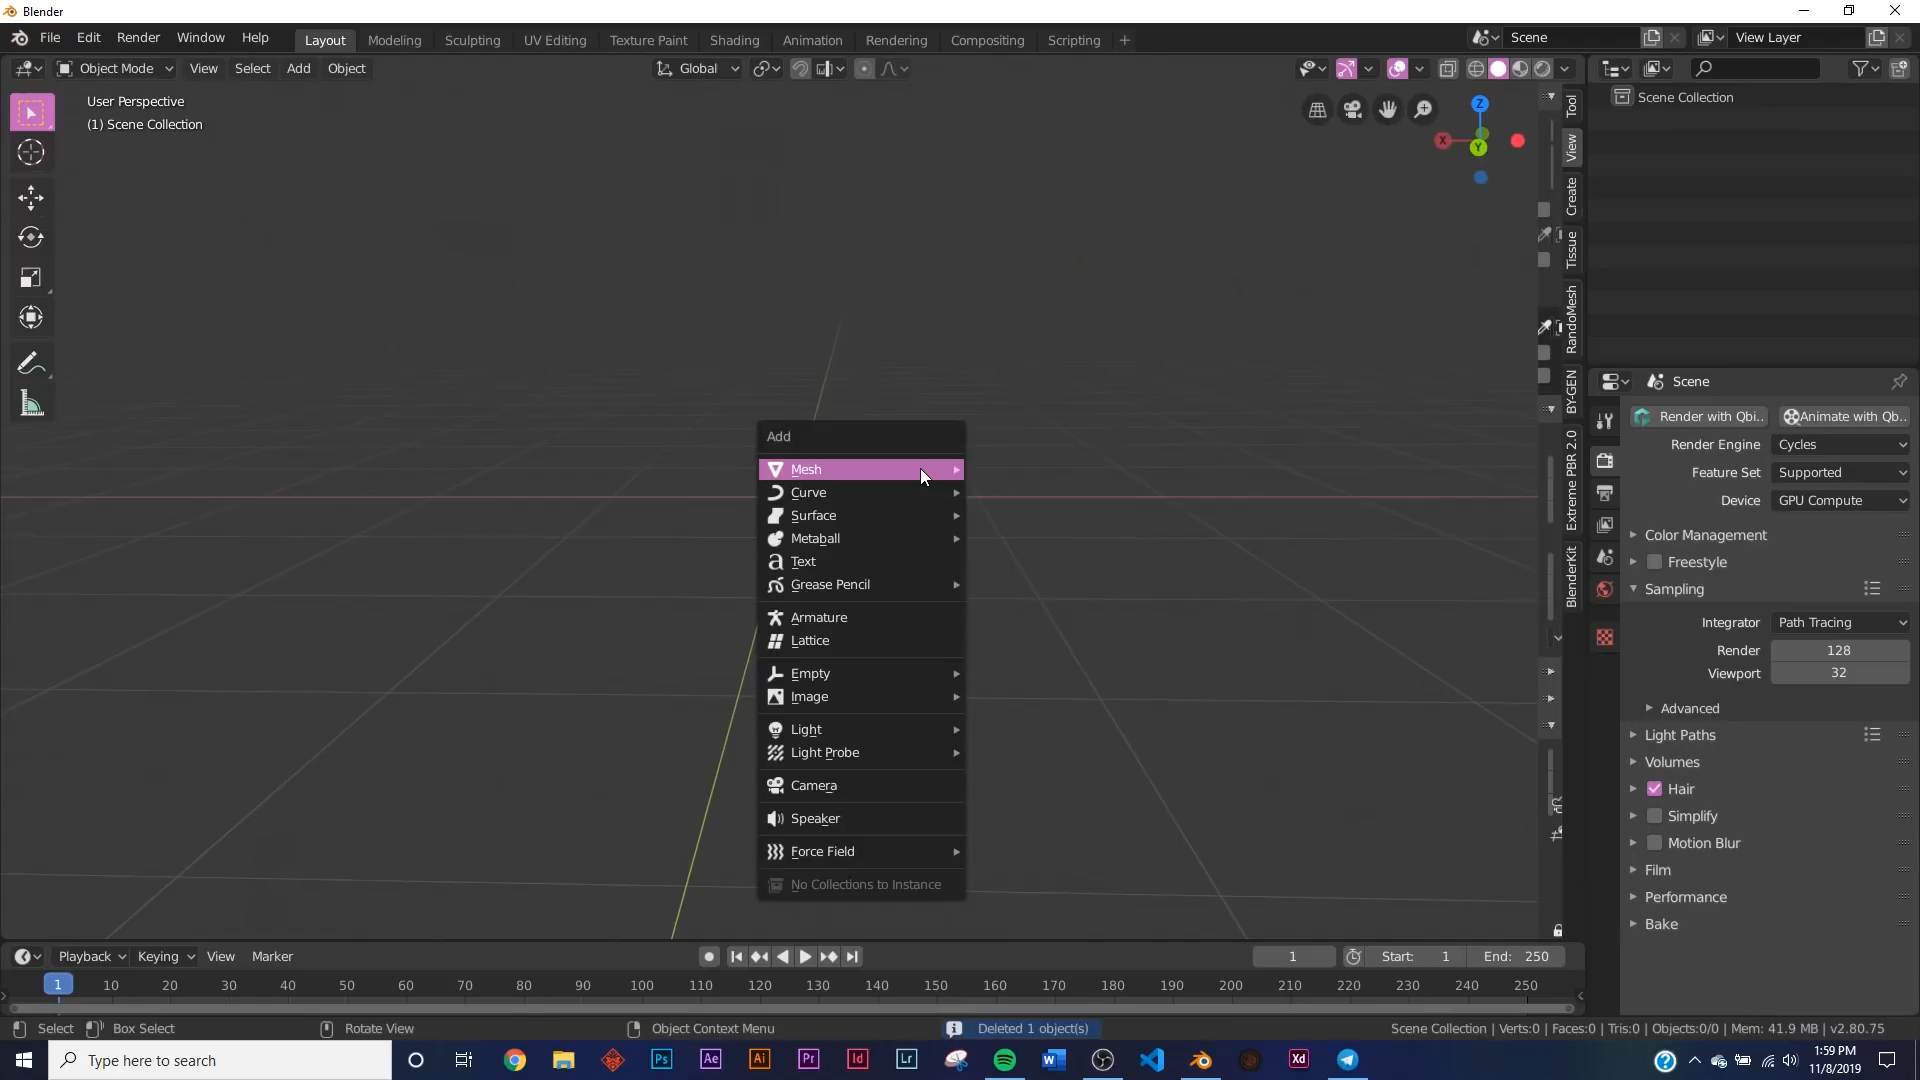 Blender
File Edit Render Window Help Layout Modeling Sculpting UV Editing Texture Paint Shading Animation Rendering Compositing Scripting + Scene View Layer
Object Mode View Select Add Object Global
User Perspective
(1) Scene Collection
Z
X
Y
Tool
View
Create
Tissue
RandoMesh
BY-GEN
Extreme PBR 2.0
BlenderKit
Scene Collection
Add
Mesh
Curve
Surface
Metaball
Text
Grease Pencil
Armature
Lattice
Empty
Image
Light
Light Probe
Camera
Speaker
Force Field
No Collections to Instance
Scene
Render with Qbi.. Animate with Qb..
Render Engine Cycles
Feature Set Supported
Device GPU Compute
Color Management
Freestyle
Sampling
Integrator Path Tracing
Render 128
Viewport 32
Advanced
Light Paths
Volumes
Hair
Simplify
Motion Blur
Film
Performance
Bake
Playback Keying View Marker 1 Start: 1 End: 250
1 10 20 30 40 50 60 70 80 90 100 110 120 130 140 150 160 170 180 190 200 210 220 230 240 250
Select Box Select Rotate View Object Context Menu Deleted 1 object(s) Scene Collection | Verts:0 | Faces:0 | Tris:0 | Objects:0/0 | Mem: 41.9 MB | v2.80.75
Type here to search Ps Ae Ai Pr Id Lr W Xd ?
1:59 PM
11/8/2019